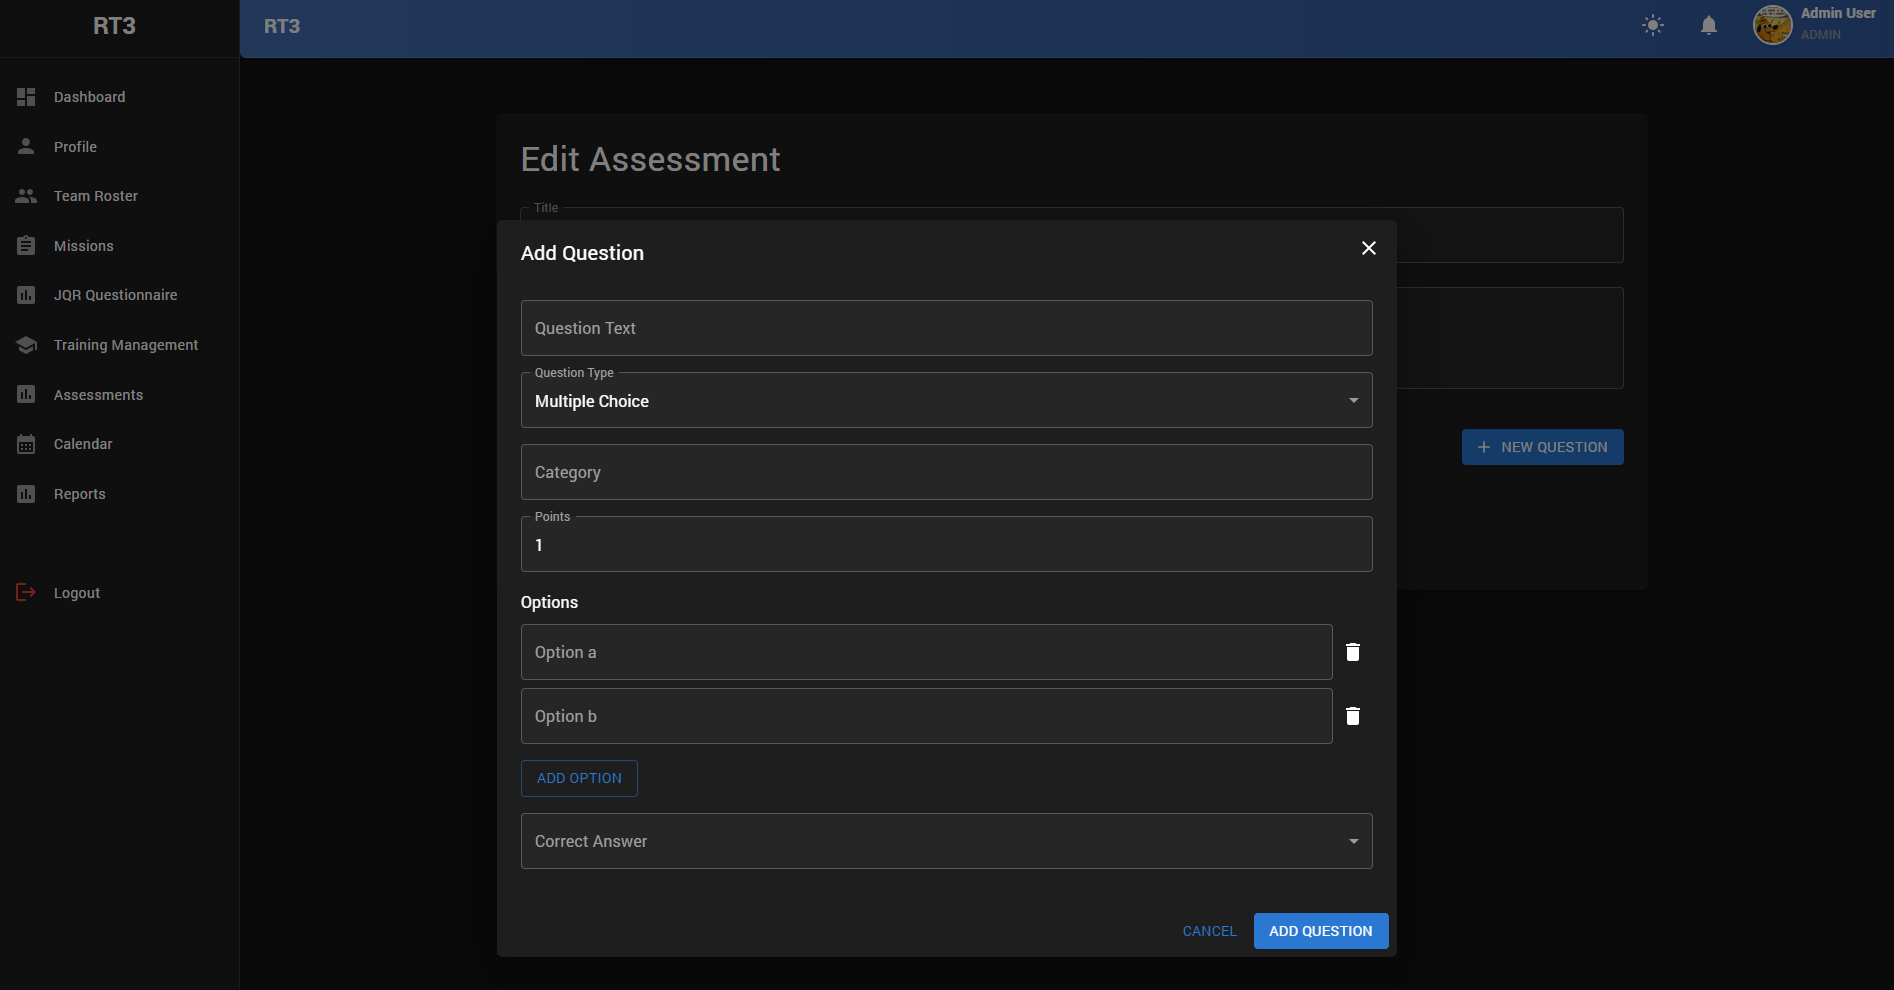 RT3
RT3
Admin User
ADMIN
Dashboard
Profile
Team Roster
Missions
JQR Questionnaire
Training Management
Assessments
Calendar
Reports
Logout
Edit Assessment
Title
NEW QUESTION
Add Question
Question Text
Question Type
Multiple Choice
Category
Points
1
Options
Option a
Option b
ADD OPTION
Correct Answer
CANCEL
ADD QUESTION